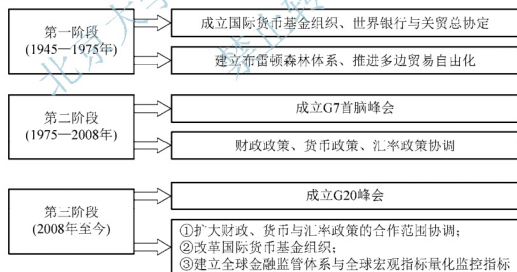 第一阶段
(1945—1975年)
成立国际货币基金组织、世界银行与关贸总协定
建立布雷顿森林体系、推进多边贸易自由化
第二阶段
(1975—2008年)
成立G7首脑峰会
财政政策、货币政策、汇率政策协调
第三阶段
(2008年至今)
成立G20峰会
①扩大财政、货币与汇率政策的合作范围协调；
②改革国际货币基金组织；
③建立全球金融监管体系与全球宏观指标量化监控指标
北京大学